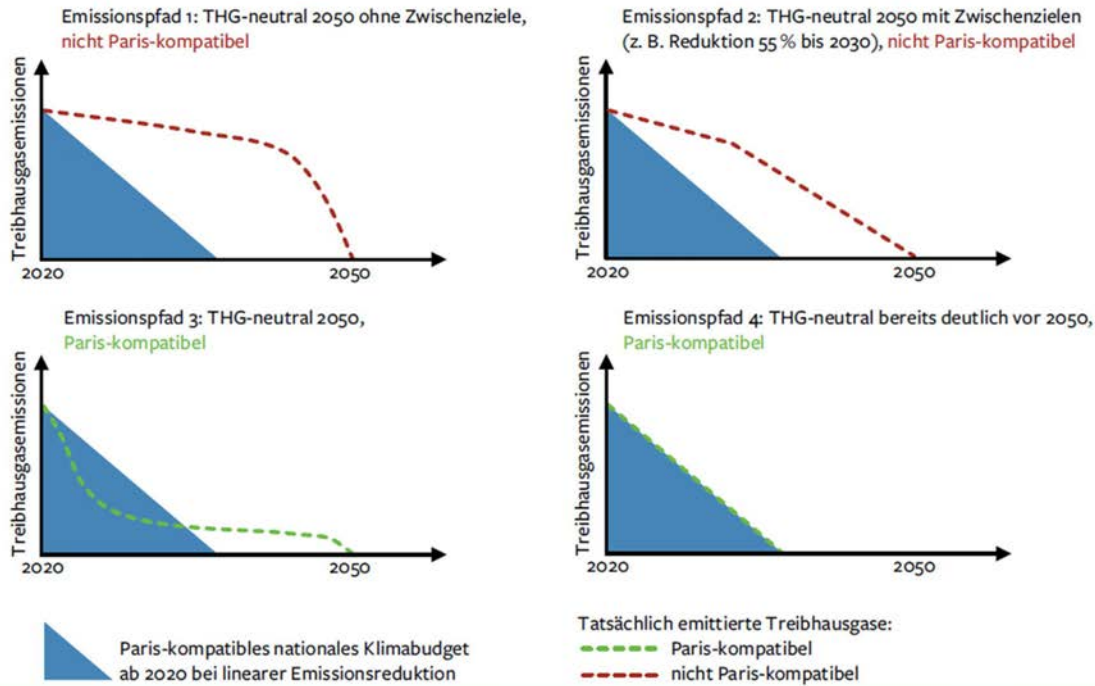 Emissionspfad 1: THG-neutral 2050 ohne Zwischenziele,
nicht Paris-kompatibel
Treibhausgasemissionen
2020
2050
Emissionspfad 2: THG-neutral 2050 mit Zwischenzielen
(z. B. Reduktion 55 % bis 2030), nicht Paris-kompatibel
Treibhausgasemissionen
2020
2050
Emissionspfad 3: THG-neutral 2050,
Paris-kompatibel
Treibhausgasemissionen
2020
2050
Emissionspfad 4: THG-neutral bereits deutlich vor 2050,
Paris-kompatibel
Treibhausgasemissionen
2020
2050
Paris-kompatibles nationales Klimabudget
ab 2020 bei linearer Emissionsreduktion
Tatsächlich emittierte Treibhausgase:
Paris-kompatibel
nicht Paris-kompatibel